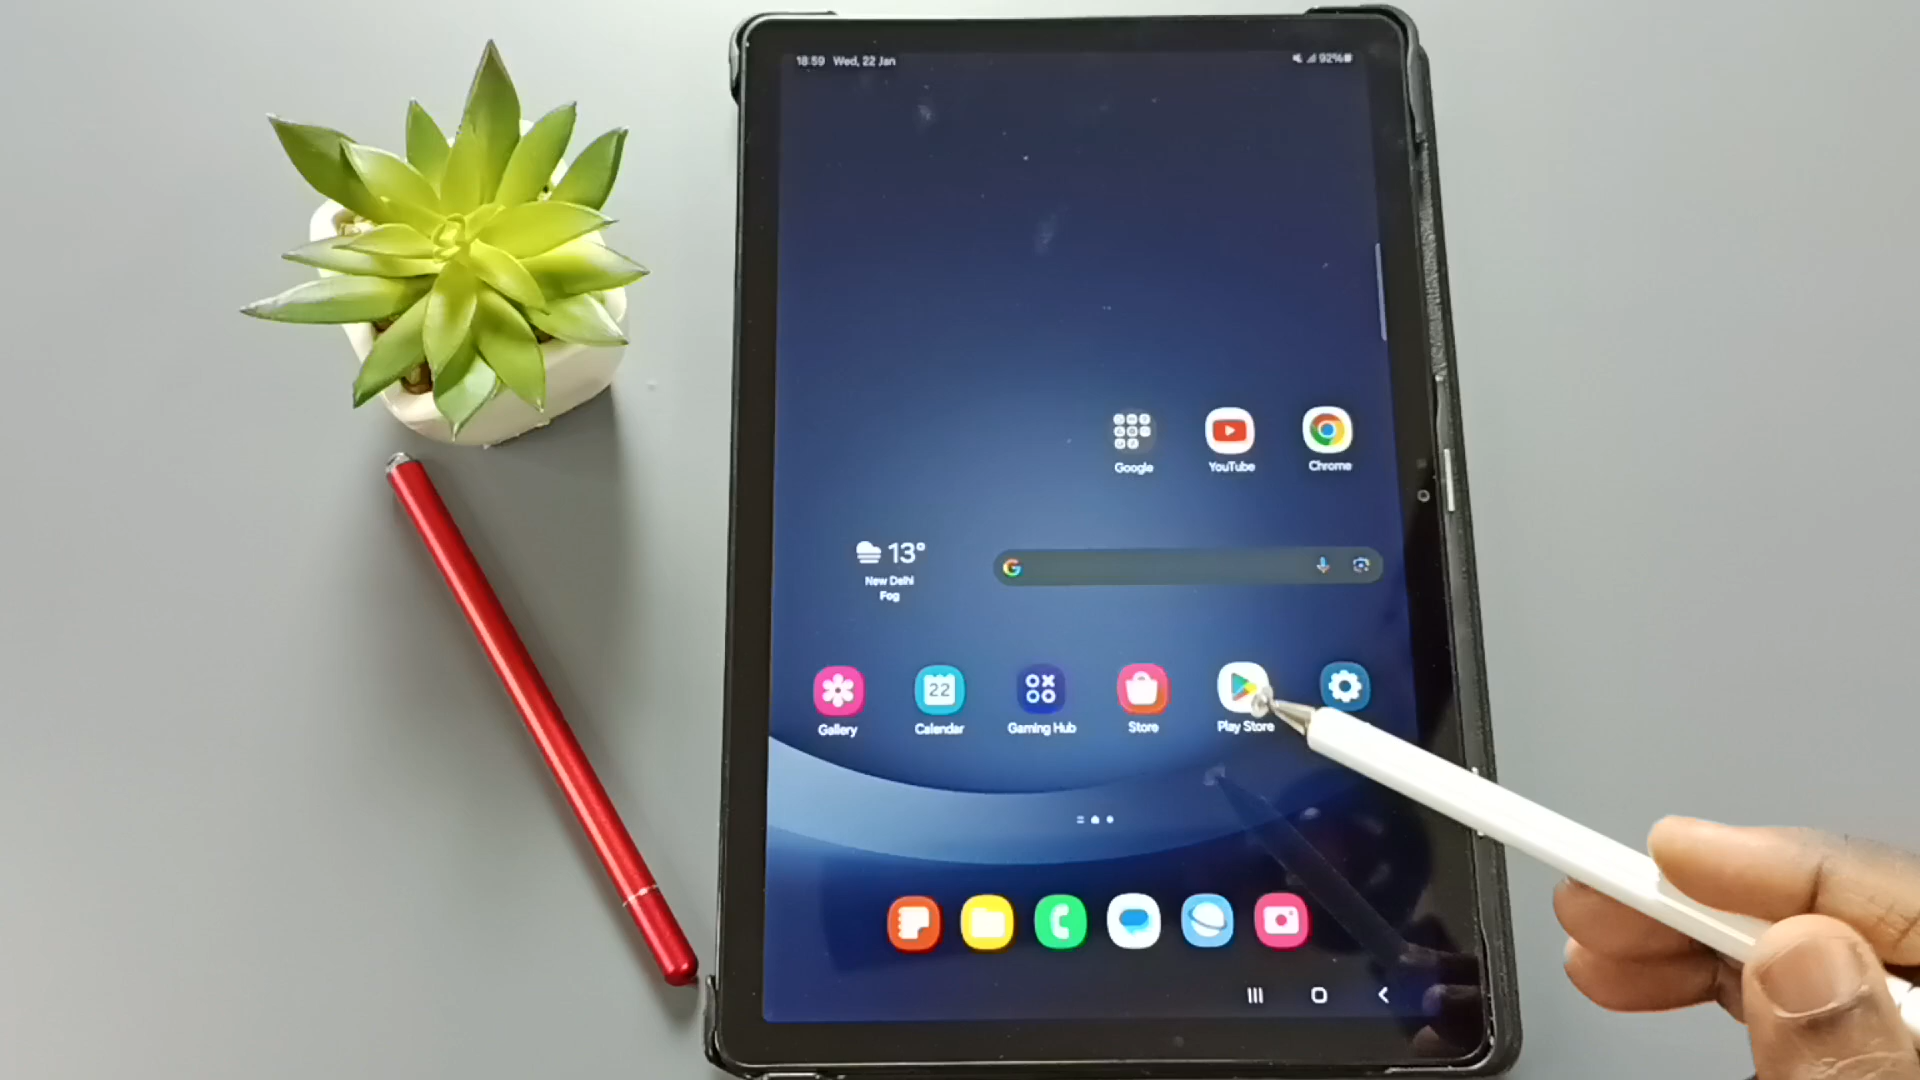 18:59 Wed, 22 Jan
92%
Google
YouTube
Chrome
13°
New Delhi
Fog
G
22
Gallery
Calendar
Gaming Hub
Store
Play Store